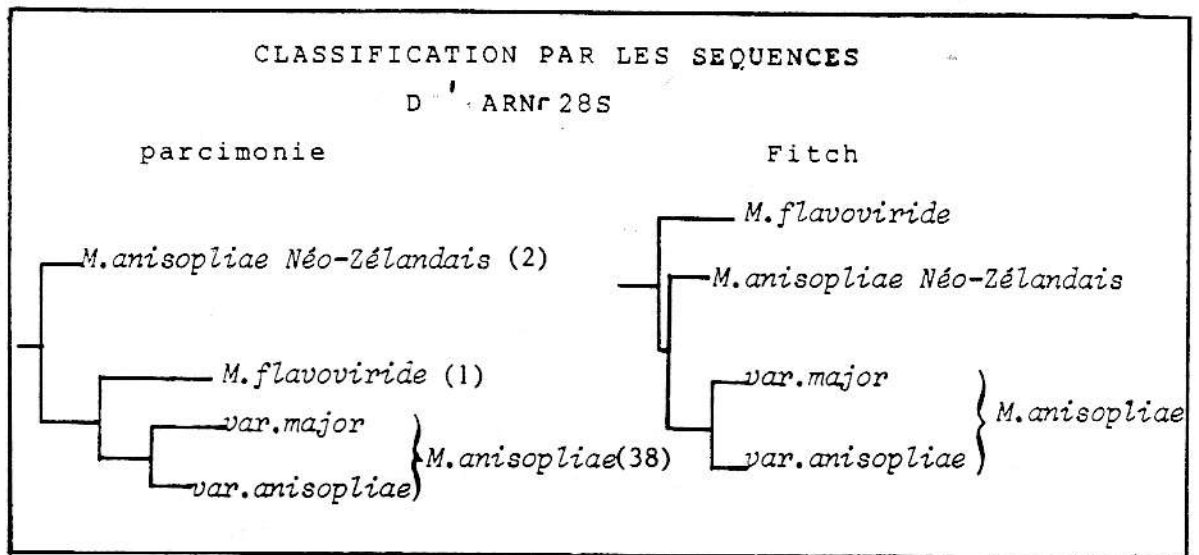 CLASSIFICATION PAR LES SEQUENCES
D ' ARNr 28S
parcimonie
M.anisopliae Néo-Zélandais (2)
M.flavoviride (1)
var.major
var.anisopliae
M.anisopliae(38)
Fitch
M.flavoviride
M.anisopliae Néo-Zélandais
var.major
var.anisopliae
M.anisopliae